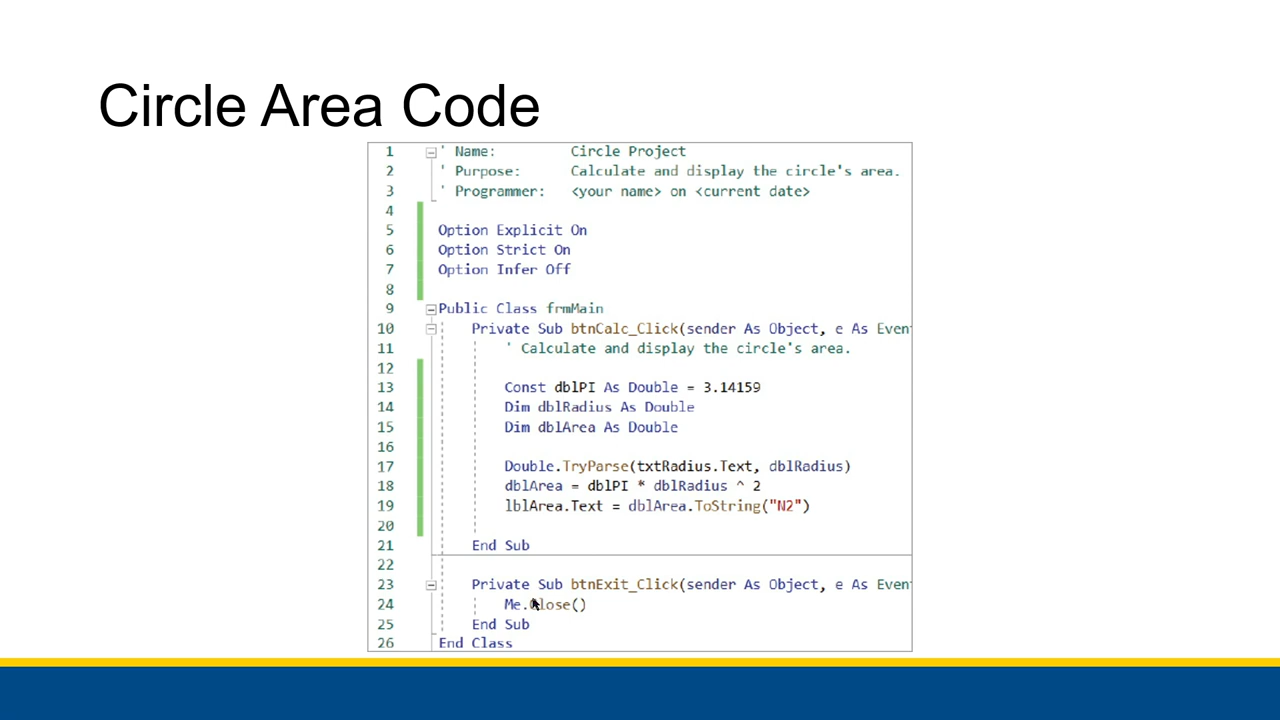 Circle Area Code
1 ' Name: Circle Project
2 ' Purpose: Calculate and display the circle's area.
3 ' Programmer: <your name> on <current date>
4
5 Option Explicit On
6 Option Strict On
7 Option Infer Off
8
9 Public Class frmMain
10 Private Sub btnCalc_Click(sender As Object, e As Event
11 ' Calculate and display the circle's area.
12
13 Const dblPI As Double = 3.14159
14 Dim dblRadius As Double
15 Dim dblArea As Double
16
17 Double.TryParse(txtRadius.Text, dblRadius)
18 dblArea = dblPI * dblRadius ^ 2
19 lblArea.Text = dblArea.ToString("N2")
20
21 End Sub
22
23 Private Sub btnExit_Click(sender As Object, e As Event
24 Me.Close()
25 End Sub
26 End Class